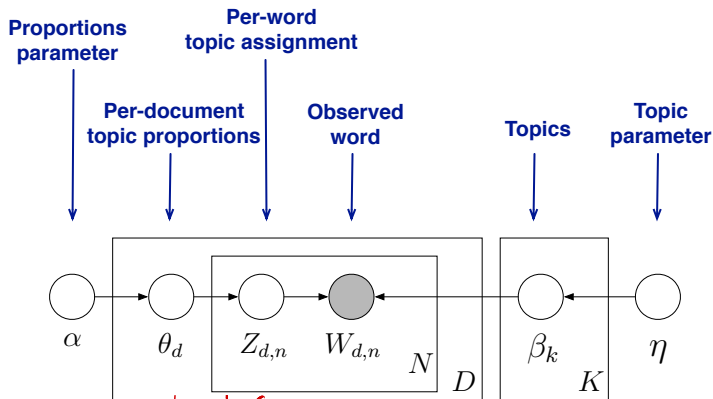 Proportions
parameter
Per-word
topic assignment
Per-document
topic proportions
Observed
word
Topics
Topic
parameter
α
θ_d
Z_{d,n}
W_{d,n}
N
D
β_k
K
η